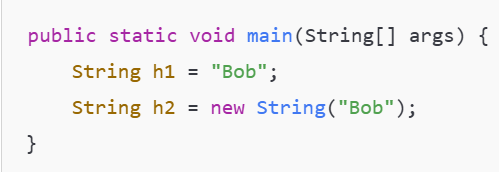 public static void main(String[] args) {
    String h1 = "Bob";
    String h2 = new String("Bob");
}